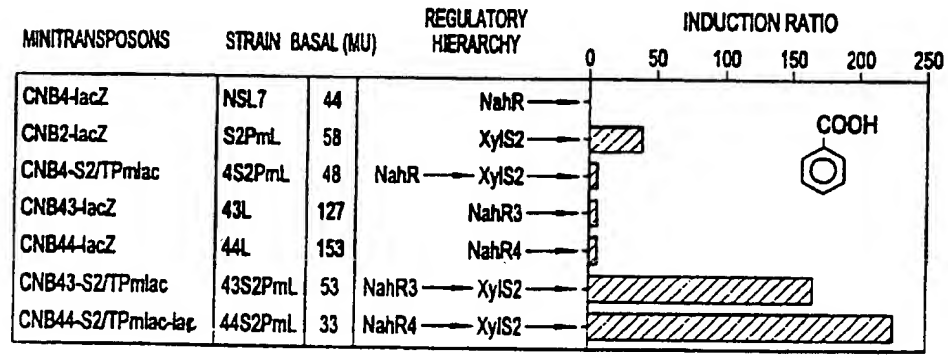 MINITRANSPOSONS STRAIN BASAL (MU) REGULATORY HIERARCHY INDUCTION RATIO
0 50 100 150 200 250
CNB4-lacZ NSL7 44 NahR
CNB2-lacZ S2PmL 58 XylS2
CNB4-S2/TPmlac 4S2PmL 48 NahR XylS2
CNB43-lacZ 43L 127 NahR3
CNB44-lacZ 44L 153 NahR4
CNB43-S2/TPmlac 43S2PmL 53 NahR3 XylS2
CNB44-S2/TPmlac-lac 44S2PmL 33 NahR4 XylS2
COOH